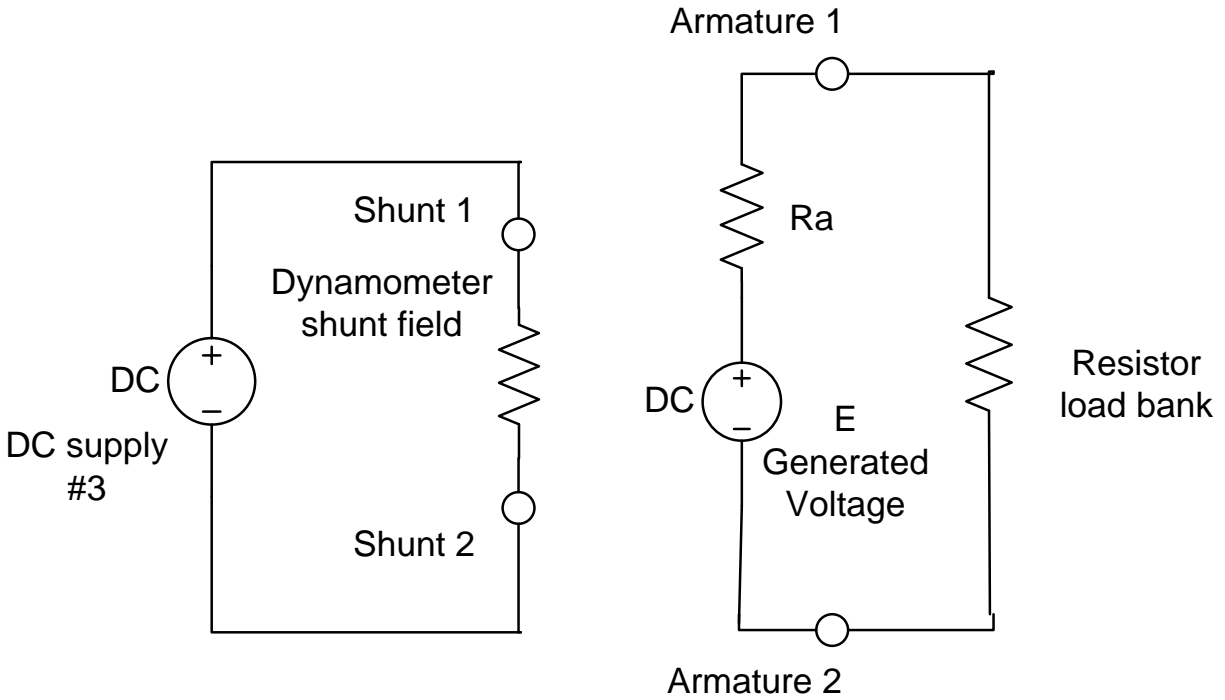 Armature 1
Shunt 1
Ra
Dynamometer
shunt field
+
DC
−
DC supply
#3
Shunt 2
+
DC
−
E
Generated
Voltage
Resistor
load bank
Armature 2